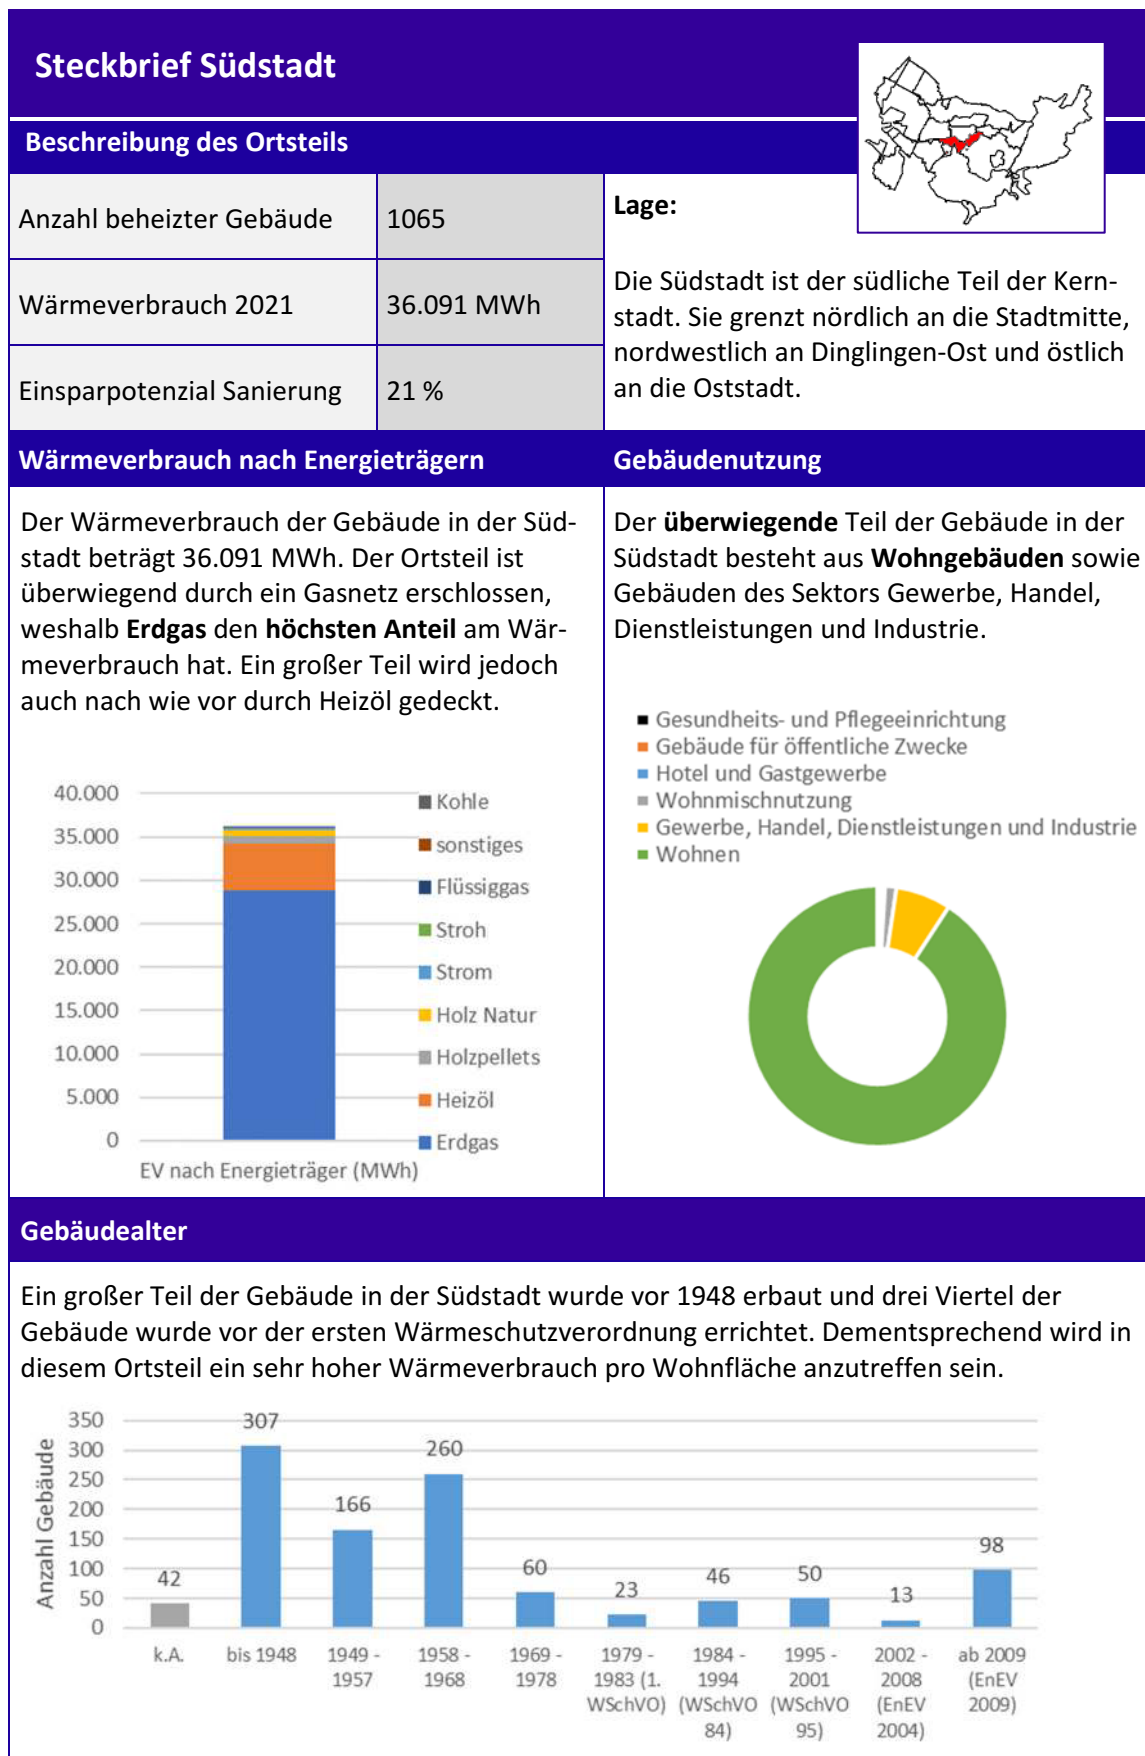 Steckbrief Südstadt
Beschreibung des Ortsteils
Anzahl beheizter Gebäude 1065
Wärmeverbrauch 2021 36.091 MWh
Einsparpotenzial Sanierung 21 %
Lage:
Die Südstadt ist der südliche Teil der Kern-
stadt. Sie grenzt nördlich an die Stadtmitte,
nordwestlich an Dinglingen-Ost und östlich
an die Oststadt.
Wärmeverbrauch nach Energieträgern
Der Wärmeverbrauch der Gebäude in der Süd-
stadt beträgt 36.091 MWh. Der Ortsteil ist
überwiegend durch ein Gasnetz erschlossen,
weshalb Erdgas den höchsten Anteil am Wär-
meverbrauch hat. Ein großer Teil wird jedoch
auch nach wie vor durch Heizöl gedeckt.
40.000
35.000
30.000
25.000
20.000
15.000
10.000
5.000
0
EV nach Energieträger (MWh)
Kohle
sonstiges
Flüssiggas
Stroh
Strom
Holz Natur
Holzpellets
Heizöl
Erdgas
Gebäudenutzung
Der überwiegende Teil der Gebäude in der
Südstadt besteht aus Wohngebäuden sowie
Gebäuden des Sektors Gewerbe, Handel,
Dienstleistungen und Industrie.
Gesundheits- und Pflegeeinrichtung
Gebäude für öffentliche Zwecke
Hotel und Gastgewerbe
Wohnmischnutzung
Gewerbe, Handel, Dienstleistungen und Industrie
Wohnen
Gebäudealter
Ein großer Teil der Gebäude in der Südstadt wurde vor 1948 erbaut und drei Viertel der
Gebäude wurde vor der ersten Wärmeschutzverordnung errichtet. Dementsprechend wird in
diesem Ortsteil ein sehr hoher Wärmeverbrauch pro Wohnfläche anzutreffen sein.
Anzahl Gebäude
350
300
250
200
150
100
50
0
42
307
166
260
60
23
46
50
13
98
k.A.
bis 1948
1949 -
1957
1958 -
1968
1969 -
1978
1979 -
1983 (1.
WSchVO)
1984 -
1994
(WSchVO
84)
1995 -
2001
(WSchVO
95)
2002 -
2008
(EnEV
2004)
ab 2009
(EnEV
2009)